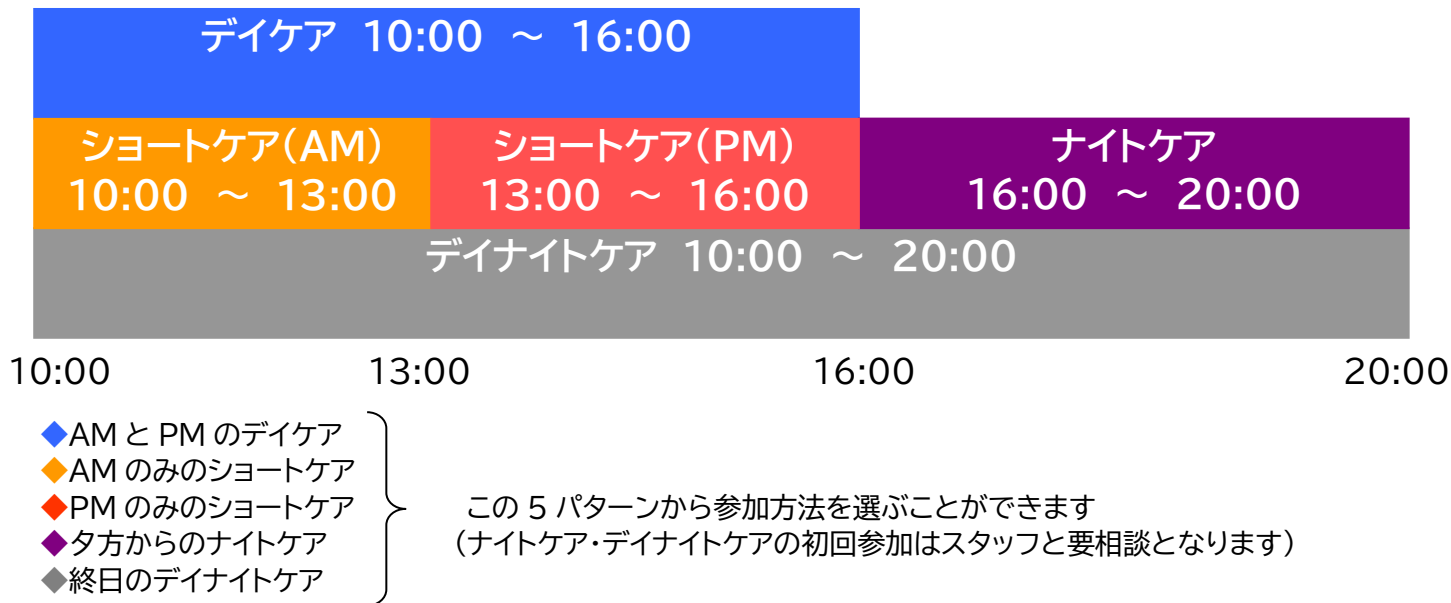 デイケア 10:00 ～ 16:00
ショートケア(AM)
10:00 ～ 13:00
ショートケア(PM)
13:00 ～ 16:00
ナイトケア
16:00 ～ 20:00
デイナイトケア 10:00 ～ 20:00
10:00 13:00 16:00 20:00
◆AM と PM のデイケア
◆AM のみのショートケア
◆PM のみのショートケア
◆夕方からのナイトケア
◆終日のデイナイトケア
この 5 パターンから参加方法を選ぶことができます
(ナイトケア・デイナイトケアの初回参加はスタッフと要相談となります)